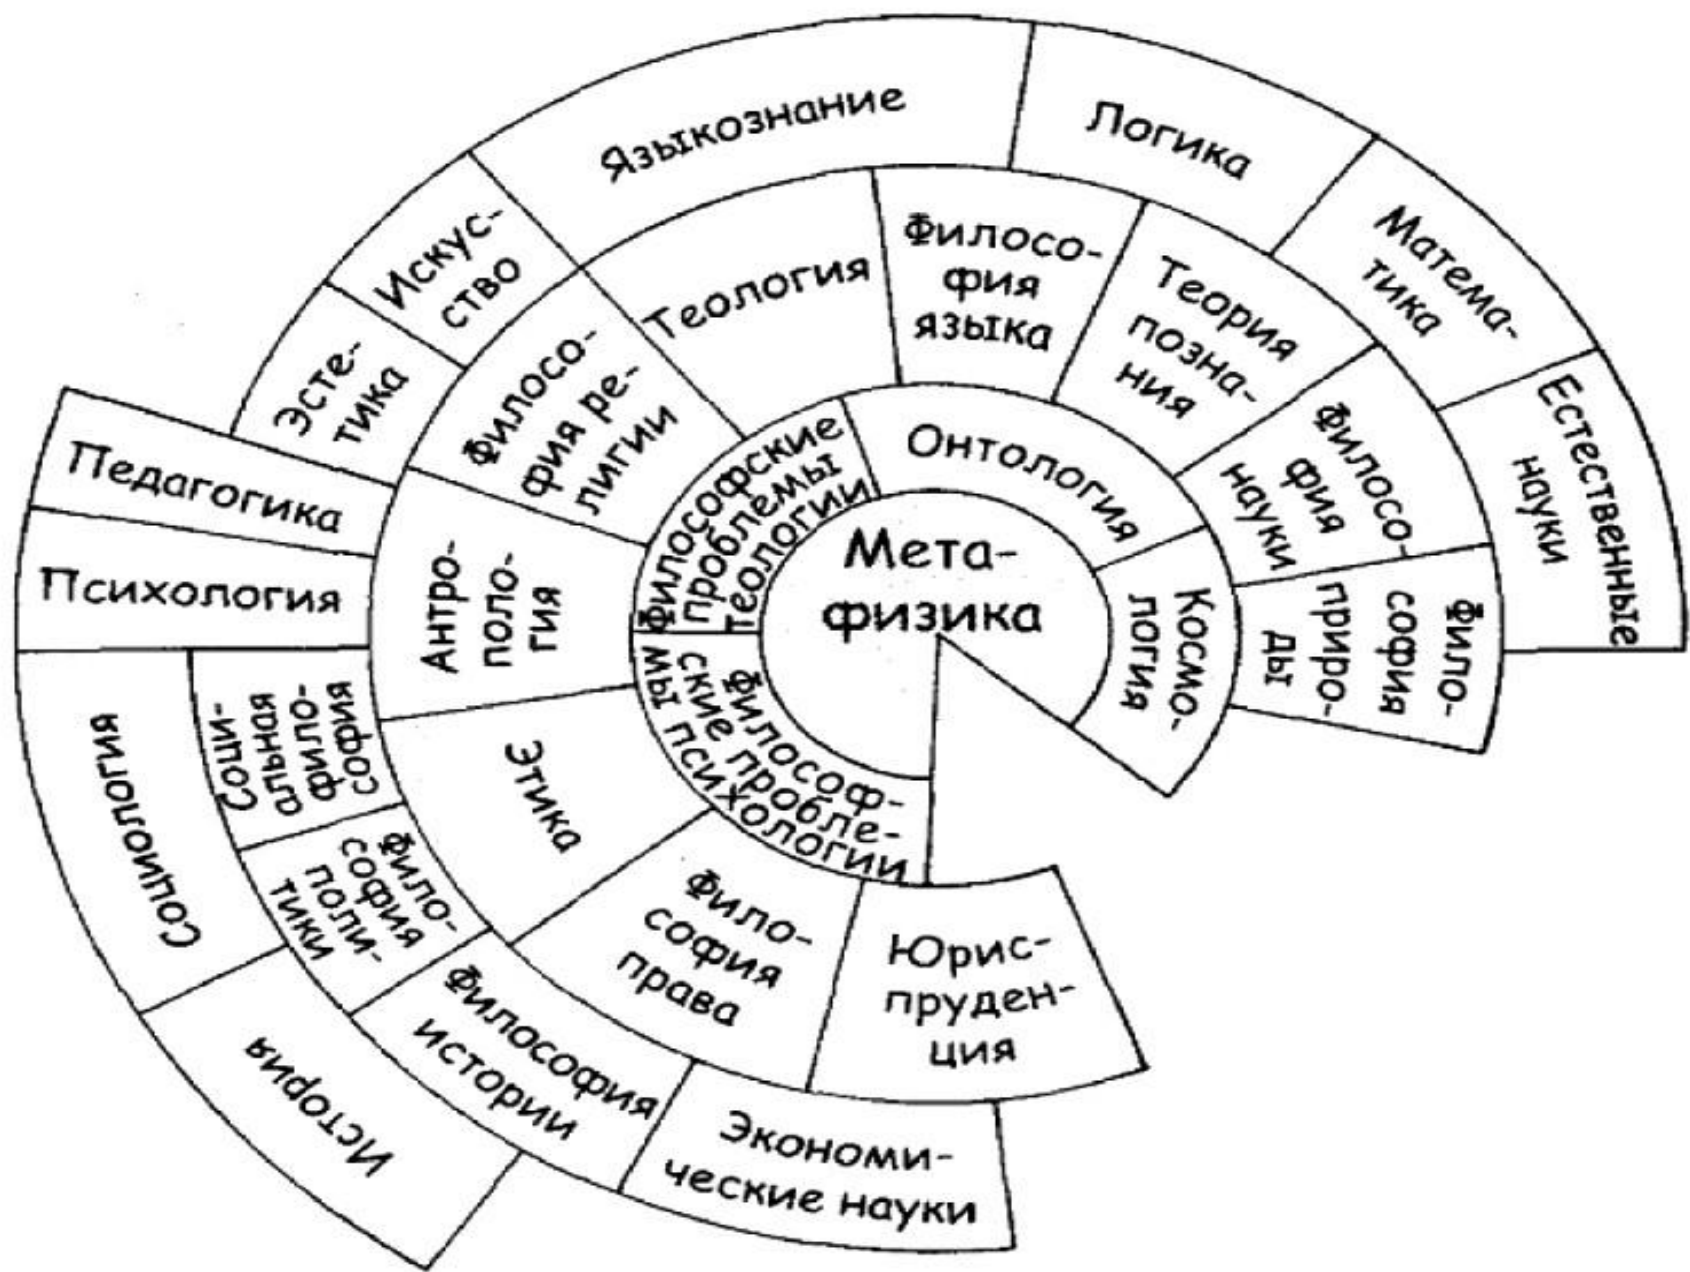 Языкознание
Логика
Матема-
тика
Естественные
науки
Искус-
ство
Эсте-
тика
Педагогика
Психология
Социология
История
Экономи-
ческие науки
Теология
Филосо-
фия
языка
Теория
позна-
ния
Филосо-
фия
науки
Фило-
софия
приро-
ды
Филосо-
фия ре-
лигии
Антро-
поло-
гия
Этика
Фило-
софия
права
Юрис-
пруден-
ция
Соци-
альная
фило-
софия
Фило-
софия
поли-
тики
Философия
истории
Философские
проблемы
теологии
Онтология
Космо-
логия
Философ-
ские пробле-
мы психологии
Мета-
физика